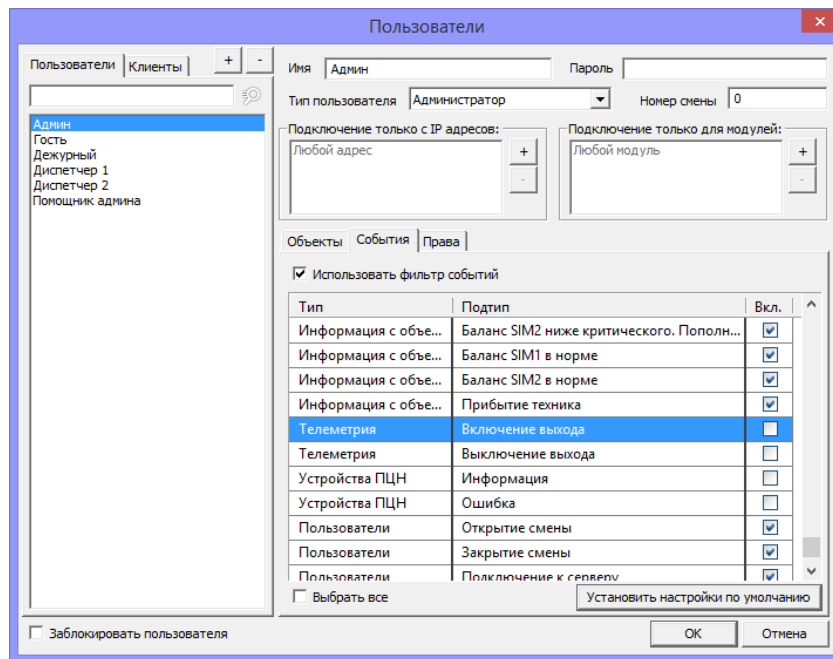 Пользователи
Пользователи Клиенты + -
Админ
Гость
Дежурный
Диспетчер 1
Диспетчер 2
Помощник админа
Заблокировать пользователя
Имя Админ Пароль
Тип пользователя Администратор Номер смены 0
Подключение только с IP адресов: Подключение только для модулей:
Любой адрес + - Любой модуль + -
Объекты События Права
Использовать фильтр событий
Тип Подтип Вкл.
Информация с объе... Баланс SIM2 ниже критического. Пополн...
Информация с объе... Баланс SIM1 в норме
Информация с объе... Баланс SIM2 в норме
Информация с объе... Прибытие техника
Телеметрия Включение выхода
Телеметрия Выключение выхода
Устройства ПЦН Информация
Устройства ПЦН Ошибка
Пользователи Открытие смены
Пользователи Закрытие смены
Пользователи Подключение к серверу
Выбрать все Установить настройки по умолчанию
OK Отмена